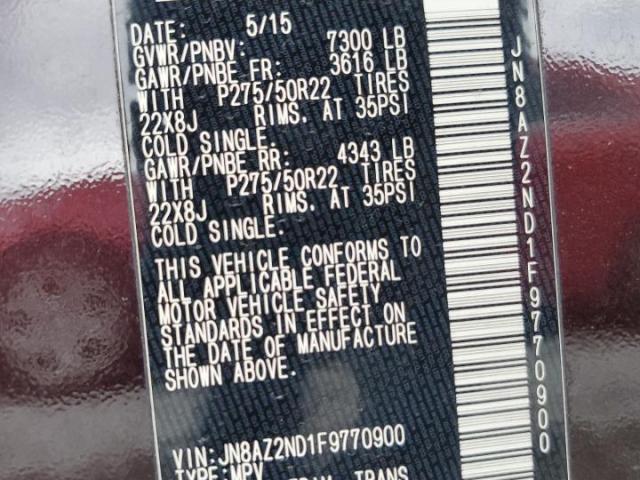 DATE: 5/15
GVWR/PNBV: 7300 LB
GAWR/PNBE FR: 3616 LB
WITH P275/50R22 TIRES
22X8J RIMS. AT 35PSI
COLD SINGLE.
GAWR/PNBE RR: 4343 LB
WITH P275/50R22 TIRES
22X8J RIMS. AT 35PSI
COLD SINGLE.
THIS VEHICLE CONFORMS TO
ALL APPLICABLE FEDERAL
MOTOR VEHICLE SAFETY
STANDARDS IN EFFECT ON
THE DATE OF MANUFACTURE
SHOWN ABOVE.
VIN: JN8AZ2ND1F9770900
TYPE: MPV
TRIM TRANS
JN8AZ2ND1F9770900